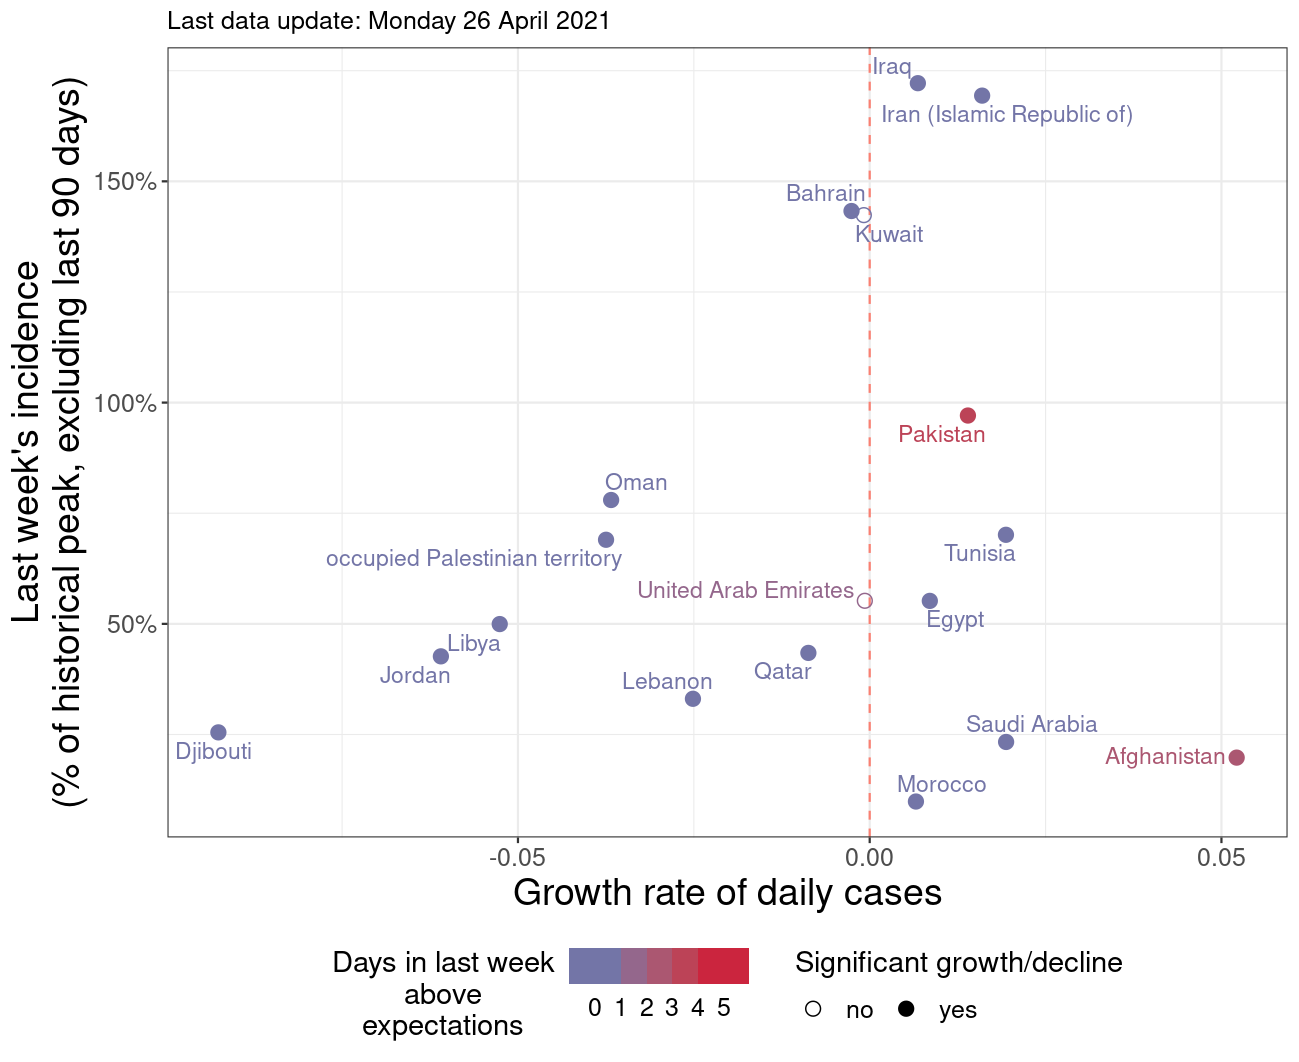 Last data update: Monday 26 April 2021
Last week's incidence
(% of historical peak, excluding last 90 days)
150%
100%
50%
Iraq
Iran (Islamic Republic of)
Bahrain
Kuwait
Pakistan
Oman
occupied Palestinian territory
Tunisia
United Arab Emirates
Egypt
Libya
Jordan
Qatar
Lebanon
Saudi Arabia
Djibouti
Afghanistan
Morocco
-0.05 0.00 0.05
Growth rate of daily cases
Days in last week
above
expectations
0 1 2 3 4 5
Significant growth/decline
no yes